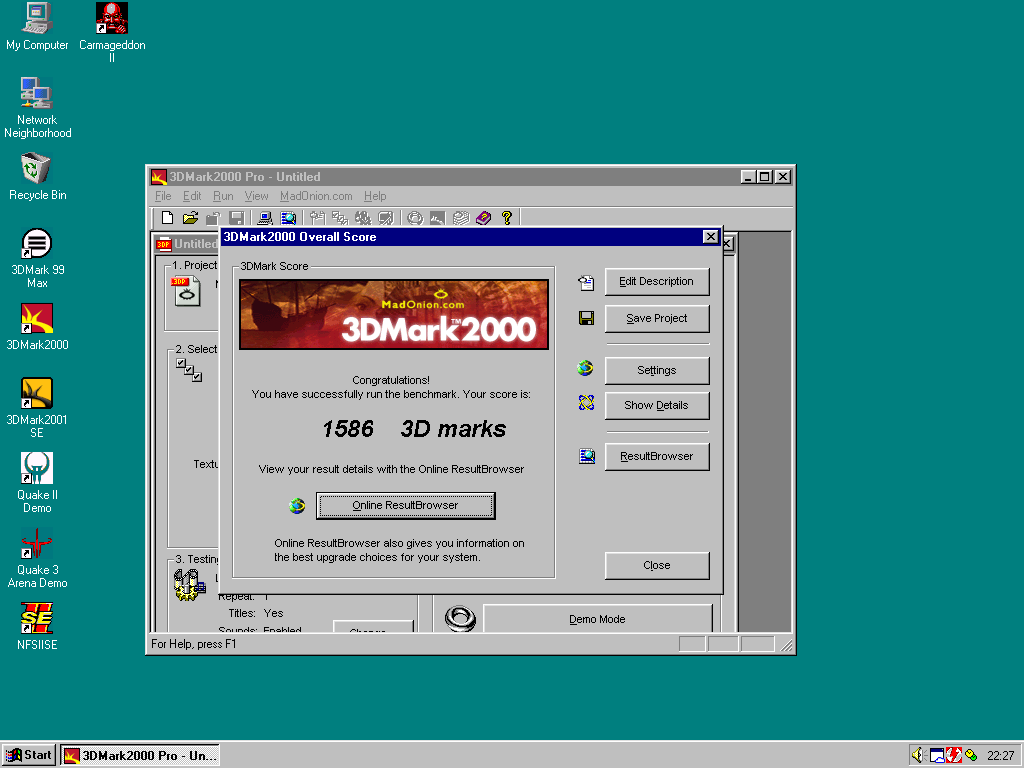 My Computer
Carmageddon
II
Network
Neighborhood
Recycle Bin
3DMark 99
Max
3DMark2000
3DMark2001
SE
Quake II
Demo
Quake 3
Arena Demo
NFSIISE
3DMark2000 Pro - Untitled
File Edit Run View MadOnion.com Help
Untitled
3DMark2000 Overall Score
1. Project
2. Select
Textu
3. Testing
3DMark Score
MadOnion.com
3DMark™2000
Congratulations!
You have successfully run the benchmark. Your score is:
1586 3D marks
View your result details with the Online ResultBrowser
Online ResultBrowser
Online ResultBrowser also gives you information on
the best upgrade choices for your system.
Edit Description
Save Project
Settings
Show Details
ResultBrowser
Close
Repeat: 1
Titles: Yes
Sounds: Enabled
Change
Demo Mode
For Help, press F1
Start
3DMark2000 Pro - Un...
22:27